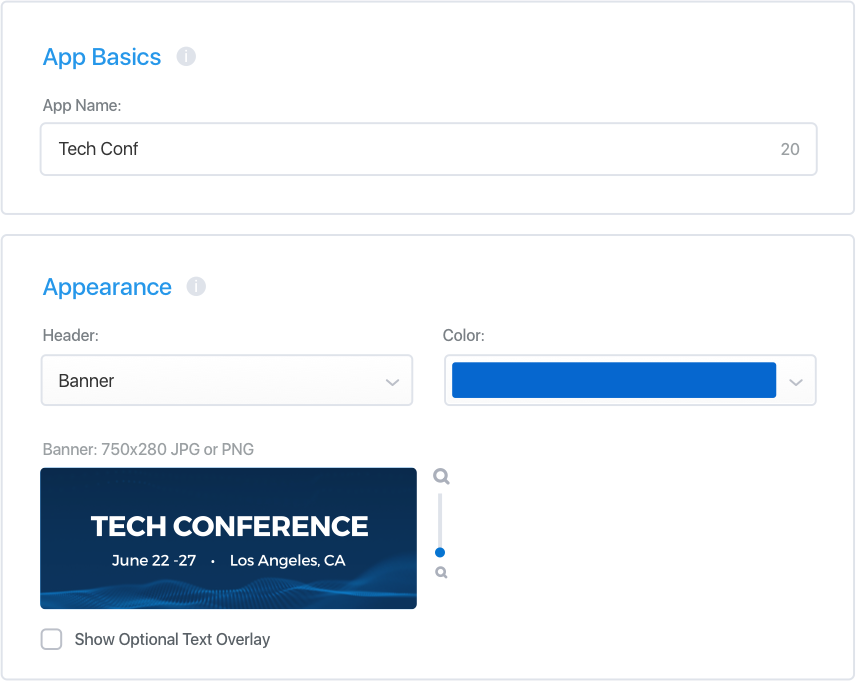 App Basics
App Name:
Tech Conf 20
Appearance
Header: Color:
Banner
Banner: 750x280 JPG or PNG
TECH CONFERENCE
June 22 -27 • Los Angeles, CA
Show Optional Text Overlay